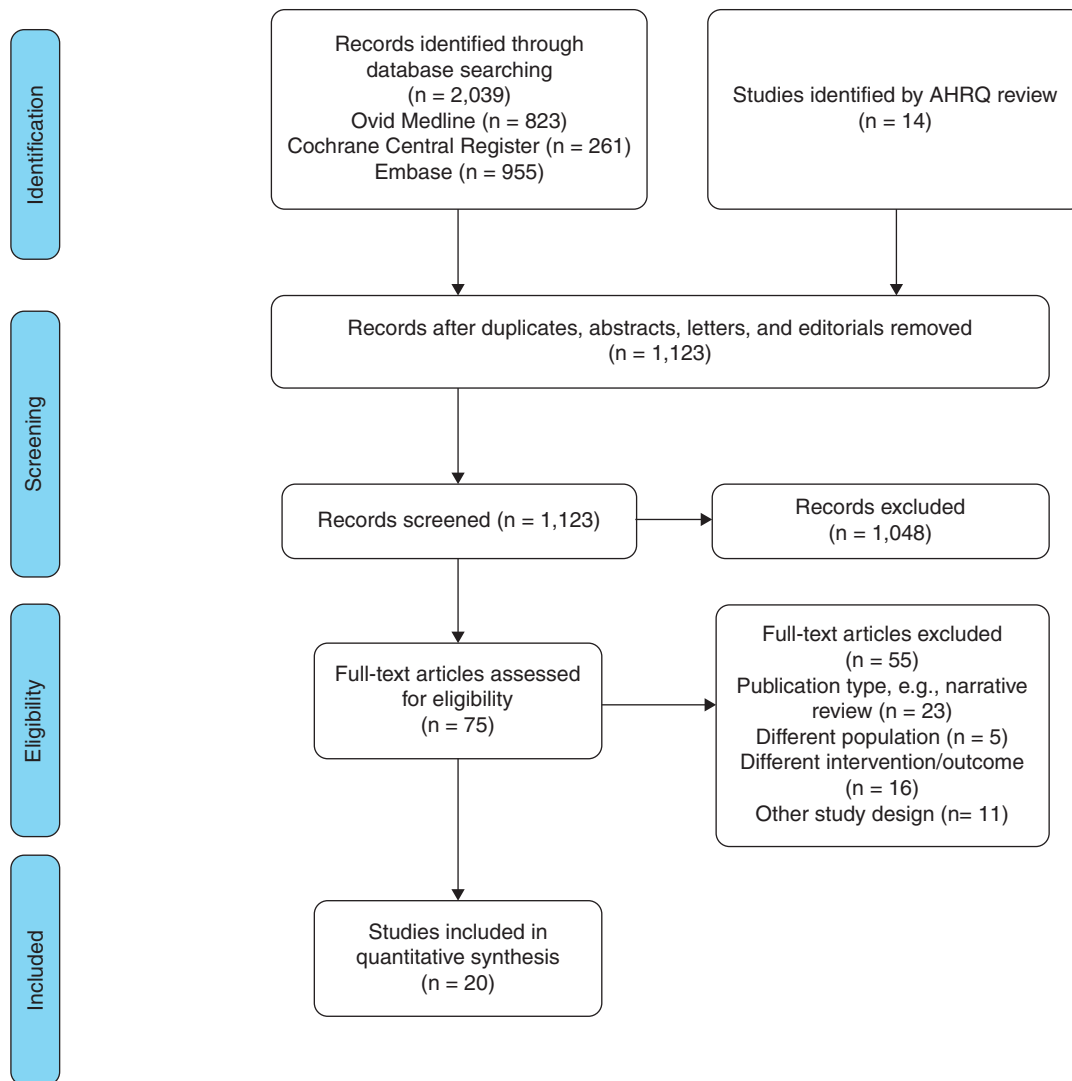 Identification
Records identified through
database searching
(n = 2,039)
Ovid Medline (n = 823)
Cochrane Central Register (n = 261)
Embase (n = 955)
Studies identified by AHRQ review
(n = 14)
Screening
Records after duplicates, abstracts, letters, and editorials removed
(n = 1,123)
Records screened (n = 1,123)
Records excluded
(n = 1,048)
Eligibility
Full-text articles assessed
for eligibility
(n = 75)
Full-text articles excluded
(n = 55)
Publication type, e.g., narrative
review (n = 23)
Different population (n = 5)
Different intervention/outcome
(n = 16)
Other study design (n= 11)
Included
Studies included in
quantitative synthesis
(n = 20)